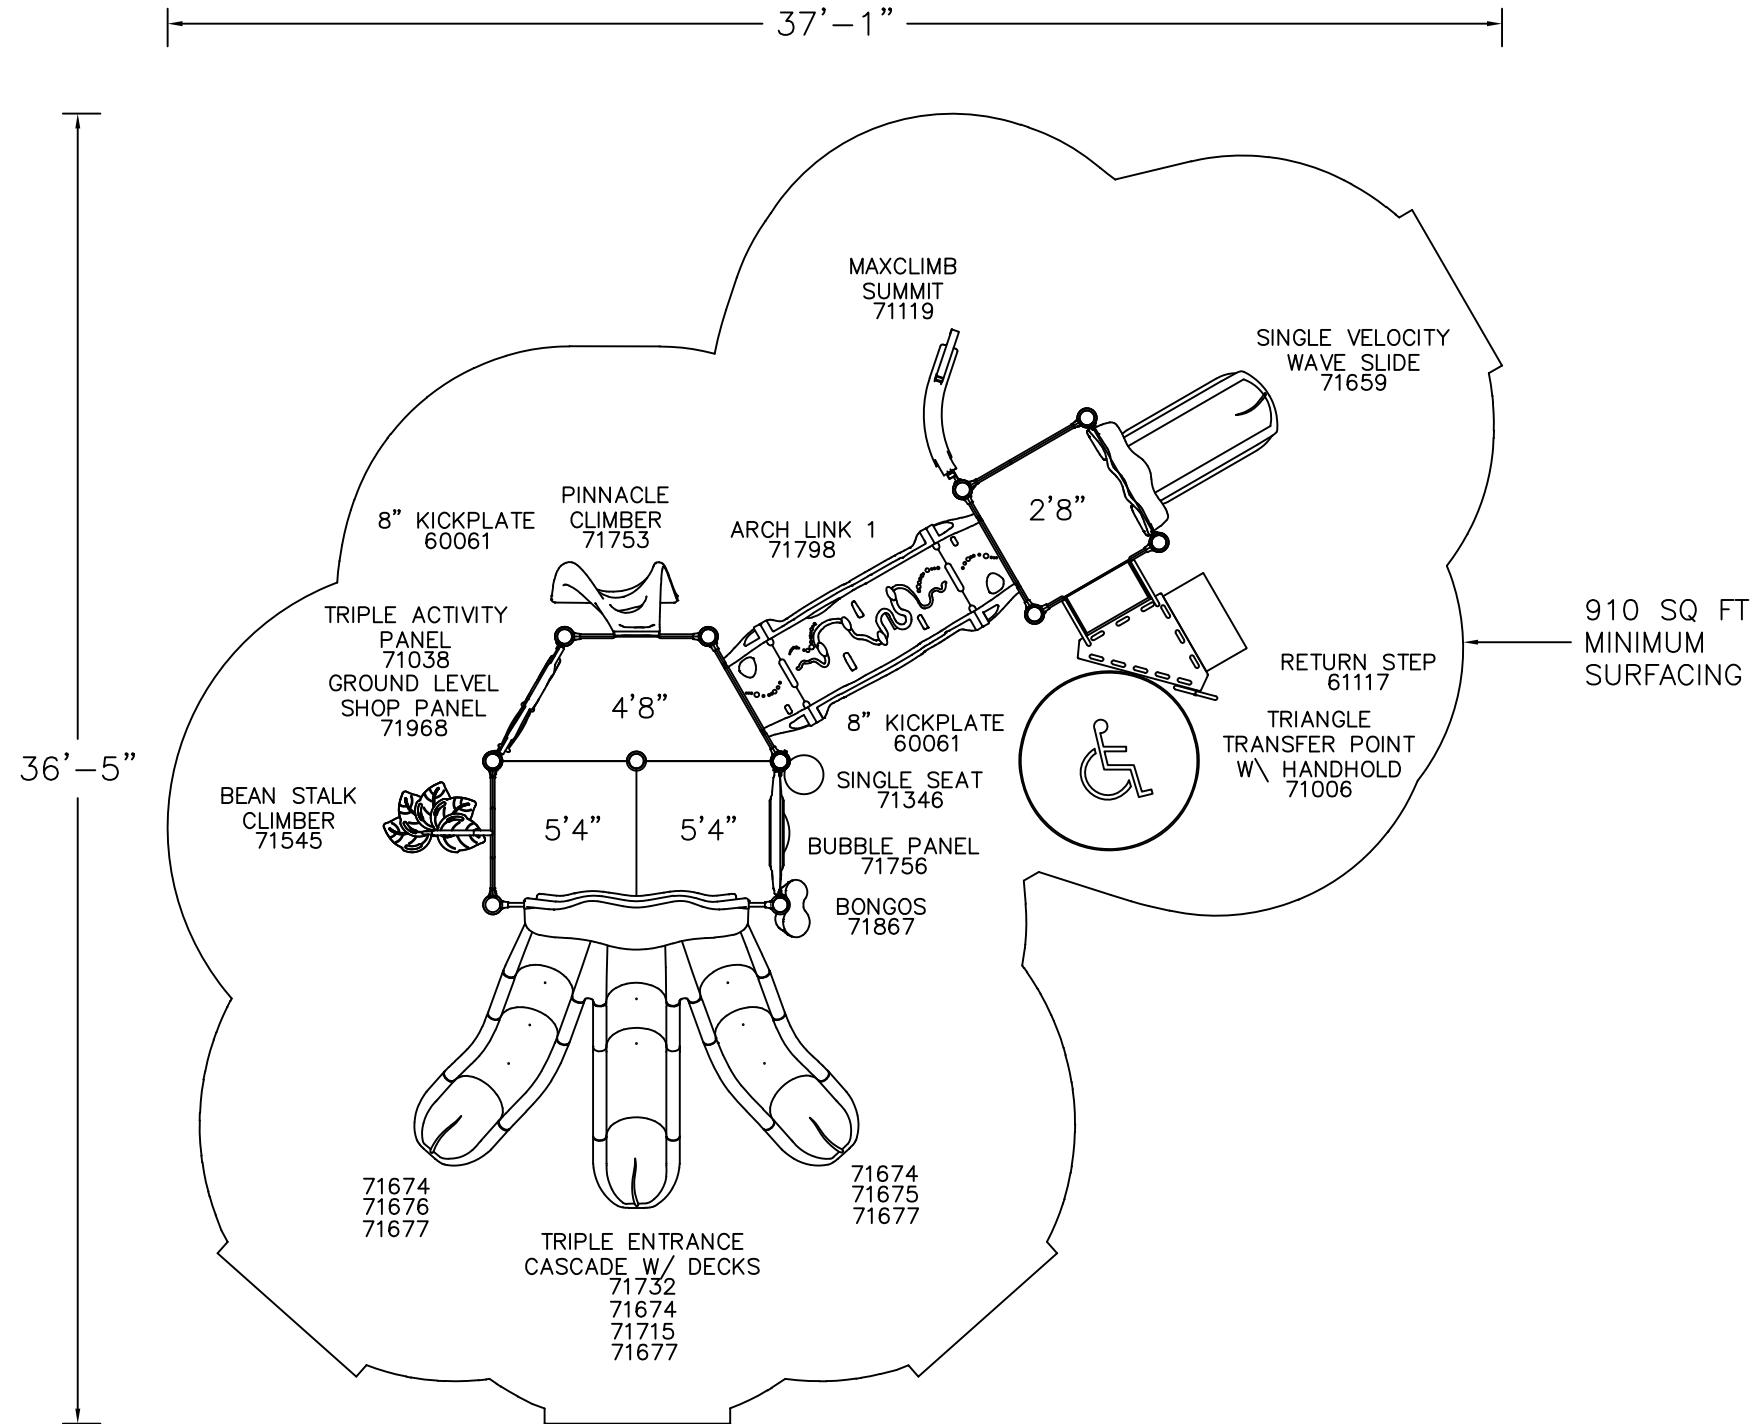 37'-1"
MAXCLIMB
SUMMIT
71119
SINGLE VELOCITY
WAVE SLIDE
71659
2'8"
PINNACLE
CLIMBER
71753
8" KICKPLATE
60061
ARCH LINK 1
71798
TRIPLE ACTIVITY
PANEL
71038
GROUND LEVEL
SHOP PANEL
71968
4'8"
910 SQ FT
MINIMUM
SURFACING
RETURN STEP
61117
8" KICKPLATE
60061
TRIANGLE
TRANSFER POINT
W\ HANDHOLD
71006
36'-5"
SINGLE SEAT
71346
BEAN STALK
CLIMBER
71545
5'4"
5'4"
BUBBLE PANEL
71756
BONGOS
71867
71674
71676
71677
71674
71675
71677
TRIPLE ENTRANCE
CASCADE W/ DECKS
71732
71674
71715
71677